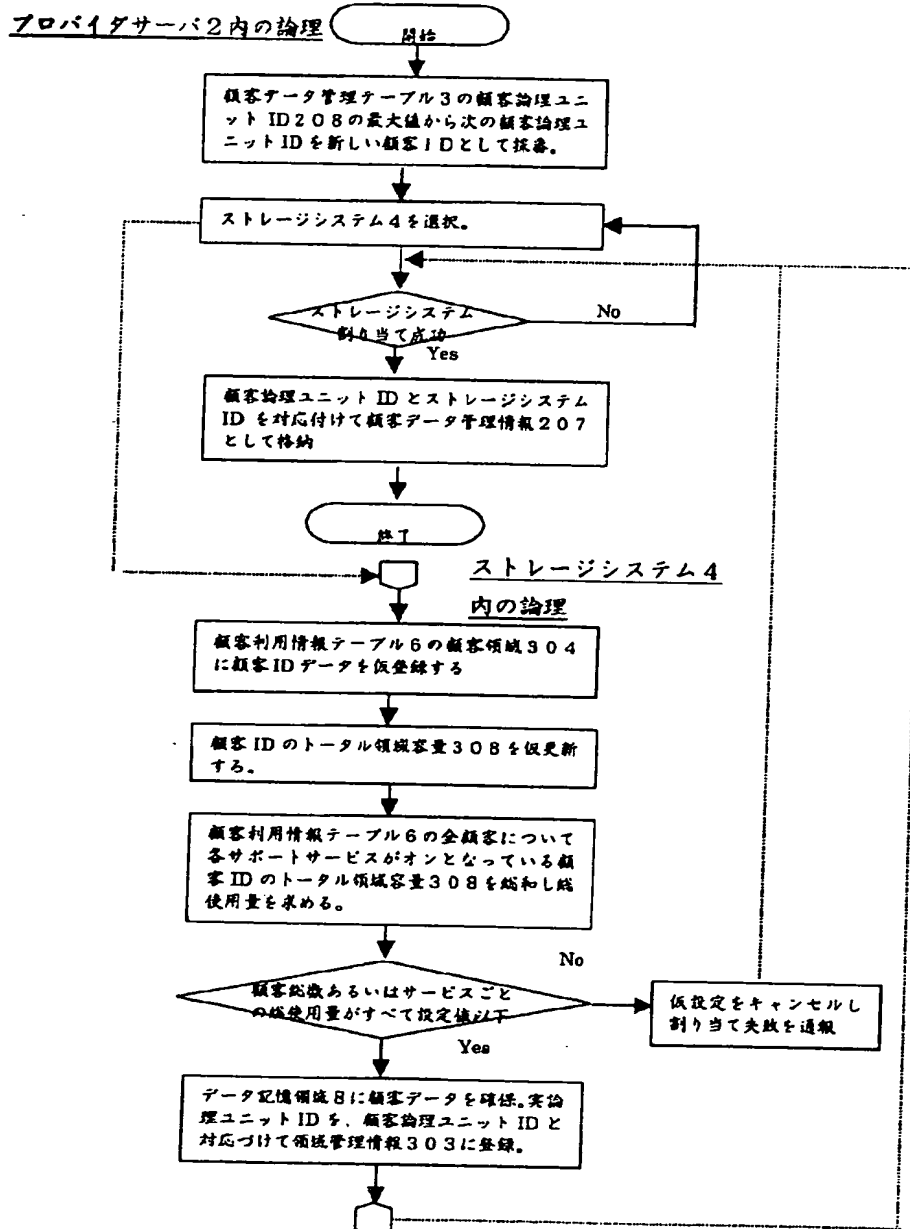 プロバイダサーバ2内の論理
開始
顧客データ管理テーブル3の顧客論理ユニ
ット ID208の最大値から次の顧客論理ユ
ニット IDを新しい顧客IDとして採番。
ストレージシステム4を選択。
ストレージシステム
割り当て成功
No
Yes
顧客論理ユニット IDとストレージシステム
ID を対応付けて顧客データ管理情報207
として格納
終了
ストレージシステム4
内の論理
顧客利用情報テーブル6の顧客領域304
に顧客IDデータを仮登録する
顧客 IDのトータル領域容量308を仮更新
する。
顧客利用情報テーブル6の全顧客について
各サポートサービスがオンとなっている顧
客 IDのトータル領域容量308を総和し総
使用量を求める。
No
顧客総数あるいはサービスごと
の総使用量がすべて設定値以下
仮設定をキャンセルし
割り当て失敗を通報
Yes
データ記憶領域8に顧客データを確保。実論
理ユニット IDを、顧客論理ユニット IDと
対応づけて領域管理情報303に登録。